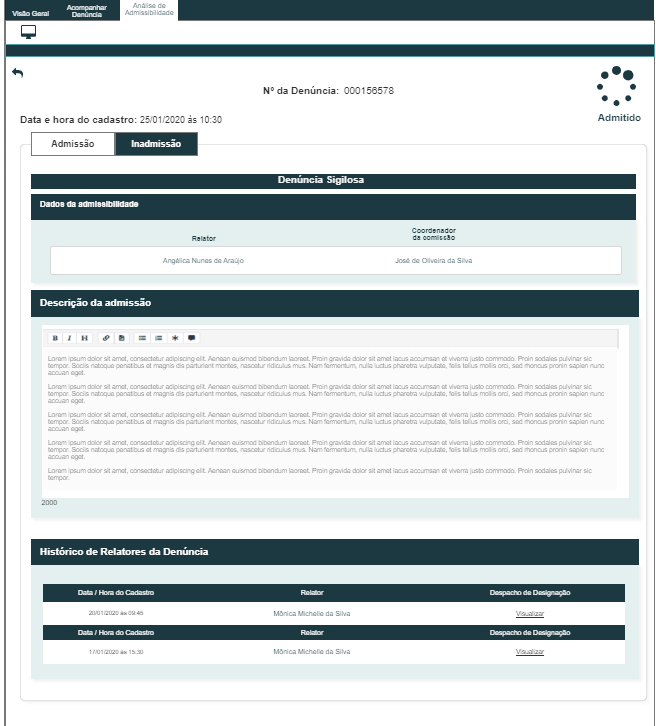 Visão Geral
Acompanhar
Denúncia
Análise de
Admissibilidade
Nº da Denúncia: 000156578
Admitido
Data e hora do cadastro: 25/01/2020 ás 10:30
Admissão
Inadmissão
Denúncia Sigilosa
Dados da admissibilidade
Relator
Coordenador
da comissão
Angélica Nunes de Araújo
José de Oliveira da Silva
Descrição da admissão
B I H
Lorem ipsum dolor sit amet, consectetur adipiscing elit. Aenean euismod bibendum laoreet. Proin gravida dolor sit amet lacus accumsan et viverra justo commodo. Proin sodales pulvinar sic
tempor. Sociis natoque penatibus et magnis dis parturient montes, nascetur ridiculus mus. Nam fermentum, nulla luctus pharetra vulputate, felis tellus mollis orci, sed rhoncus pronin sapien nunc
accuan eget.
Lorem ipsum dolor sit amet, consectetur adipiscing elit. Aenean euismod bibendum laoreet. Proin gravida dolor sit amet lacus accumsan et viverra justo commodo. Proin sodales pulvinar sic
tempor. Sociis natoque penatibus et magnis dis parturient montes, nascetur ridiculus mus. Nam fermentum, nulla luctus pharetra vulputate, felis tellus mollis orci, sed rhoncus pronin sapien nunc
accuan eget.
Lorem ipsum dolor sit amet, consectetur adipiscing elit. Aenean euismod bibendum laoreet. Proin gravida dolor sit amet lacus accumsan et viverra justo commodo. Proin sodales pulvinar sic
tempor. Sociis natoque penatibus et magnis dis parturient montes, nascetur ridiculus mus. Nam fermentum, nulla luctus pharetra vulputate, felis tellus mollis orci, sed rhoncus pronin sapien nunc
accuan eget.
Lorem ipsum dolor sit amet, consectetur adipiscing elit. Aenean euismod bibendum laoreet. Proin gravida dolor sit amet lacus accumsan et viverra justo commodo. Proin sodales pulvinar sic
tempor. Sociis natoque penatibus et magnis dis parturient montes, nascetur ridiculus mus. Nam fermentum, nulla luctus pharetra vulputate, felis tellus mollis orci, sed rhoncus pronin sapien nunc
accuan eget.
Lorem ipsum dolor sit amet, consectetur adipiscing elit. Aenean euismod bibendum laoreet. Proin gravida dolor sit amet lacus accumsan et viverra justo commodo. Proin sodales pulvinar sic
tempor.
2000
Histórico de Relatores da Denúncia
Data / Hora do Cadastro Relator Despacho de Designação
20/01/2020 ás 09:45 Mônica Michelle da Silva Visualizar
Data / Hora do Cadastro Relator Despacho de Designação
17/01/2020 ás 15:30 Mônica Michelle da Silva Visualizar